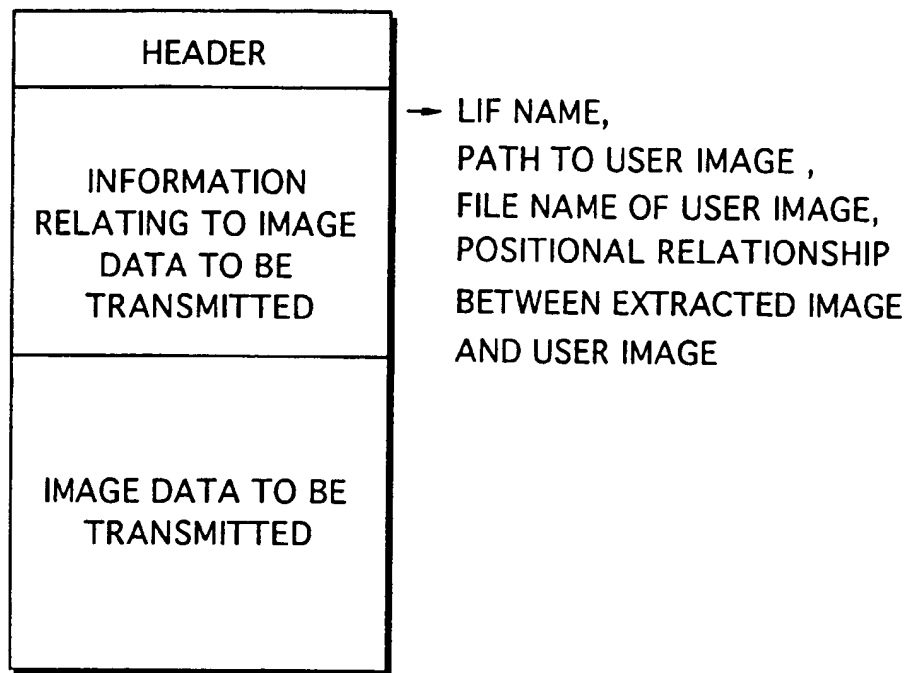 HEADER
INFORMATION
RELATING TO IMAGE
DATA TO BE
TRANSMITTED
LIF NAME,
PATH TO USER IMAGE ,
FILE NAME OF USER IMAGE,
POSITIONAL RELATIONSHIP
BETWEEN EXTRACTED IMAGE
AND USER IMAGE
IMAGE DATA TO BE
TRANSMITTED